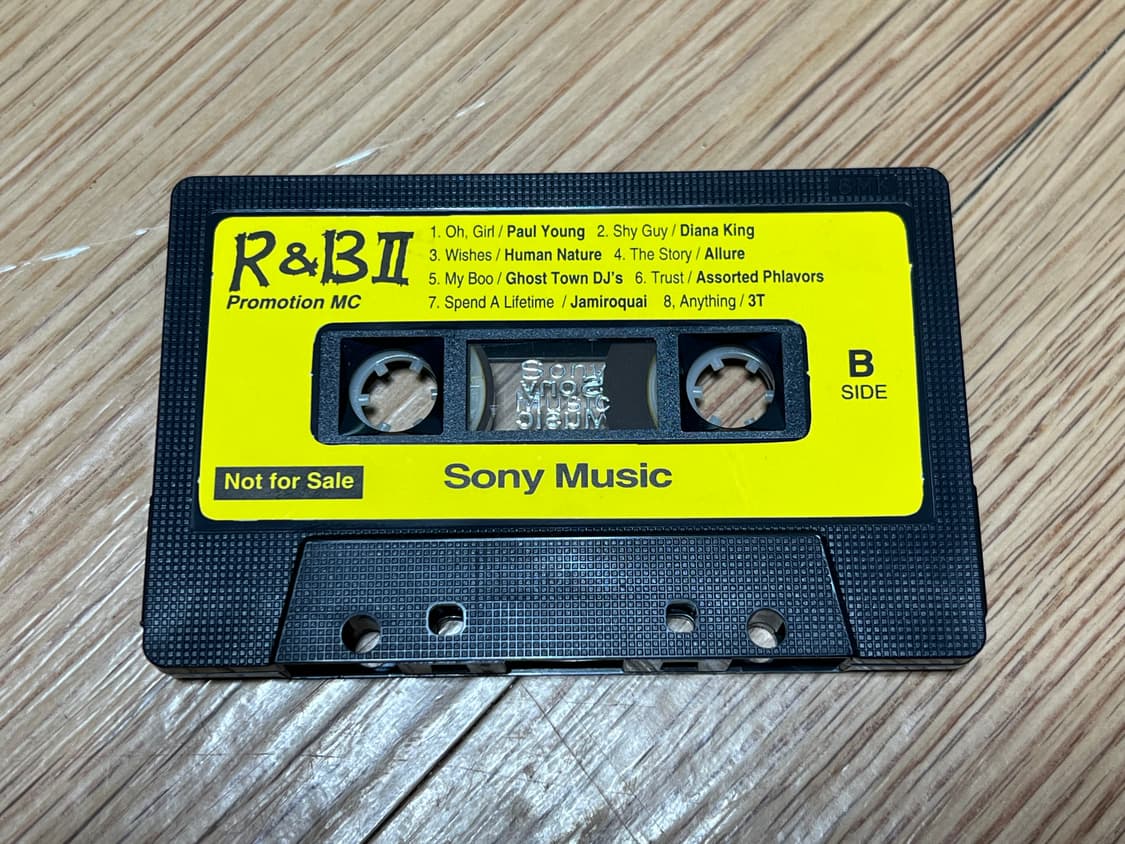 R&B II
Promotion MC
1. Oh, Girl / Paul Young 2. Shy Guy / Diana King
3. Wishes / Human Nature 4. The Story / Allure
5. My Boo / Ghost Town DJ's 6. Trust / Assorted Phlavors
7. Spend A Lifetime / Jamiroquai 8, Anything / 3T
B
SIDE
Sony
Music
Not for Sale
Sony Music